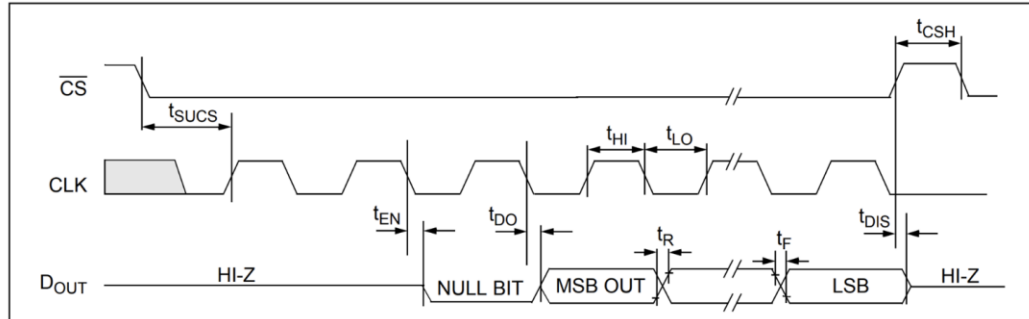 tCSH
CS
tSUCS
tHI tLO
CLK
tEN tDO tR tF tDIS
DOUT HI-Z NULL BIT MSB OUT LSB HI-Z